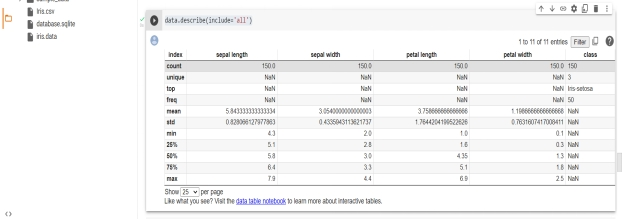 sample_data
Iris.csv
database.sqlite
iris.data
data.describe(include='all')
1 to 11 of 11 entries Filter
index sepal length sepal width petal length petal width class
count 150.0 150.0 150.0 150.0 150
unique NaN NaN NaN NaN 3
top NaN NaN NaN NaN Iris-setosa
freq NaN NaN NaN NaN 50
mean 5.843333333333334 3.0540000000000003 3.758666666666666 1.1986666666666668 NaN
std 0.828066127977863 0.4335943113621737 1.7644204199522626 0.7631607417008411 NaN
min 4.3 2.0 1.0 0.1 NaN
25% 5.1 2.8 1.6 0.3 NaN
50% 5.8 3.0 4.35 1.3 NaN
75% 6.4 3.3 5.1 1.8 NaN
max 7.9 4.4 6.9 2.5 NaN
Show 25 per page
Like what you see? Visit the data table notebook to learn more about interactive tables.